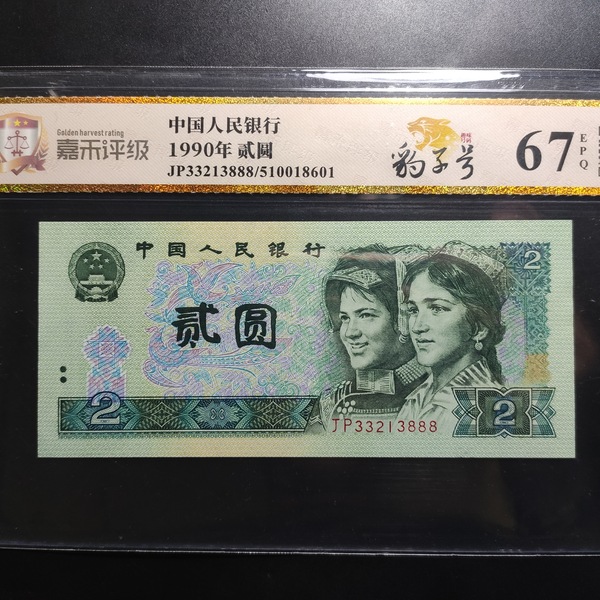 Golden harvest rating
嘉禾评级
中国人民银行
1990年 贰圆
JP33213888/510018601
豹子号
67
EPQ
中国人民银行
贰圆
2
2
JP33213888
2